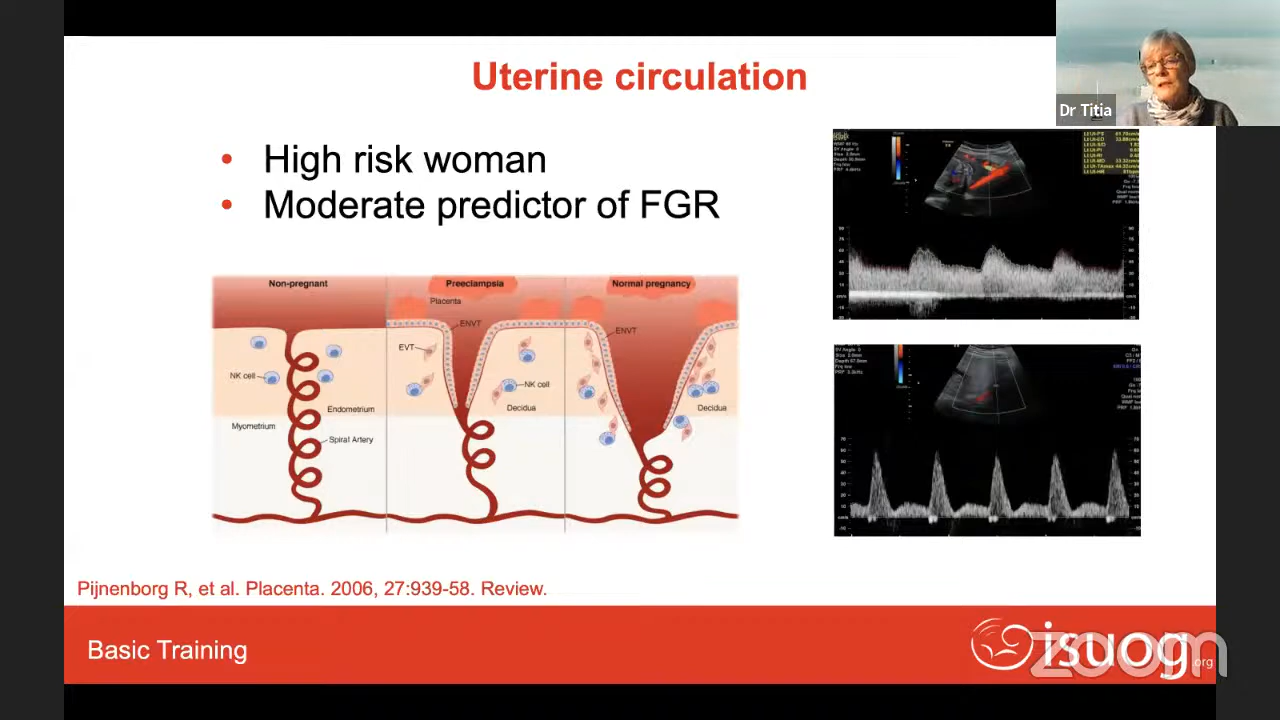 Uterine circulation
Dr Titia
• High risk woman
• Moderate predictor of FGR
Non-pregnant
Preeclampsia
Normal pregnancy
Placenta
ENVT
ENVT
EVT
NK cell
NK cell
Endometrium
Decidua
Decidua
Myometrium
Spiral Artery
Pijnenborg R, et al. Placenta. 2006, 27:939-58. Review.
Basic Training
isuog.org
zoom